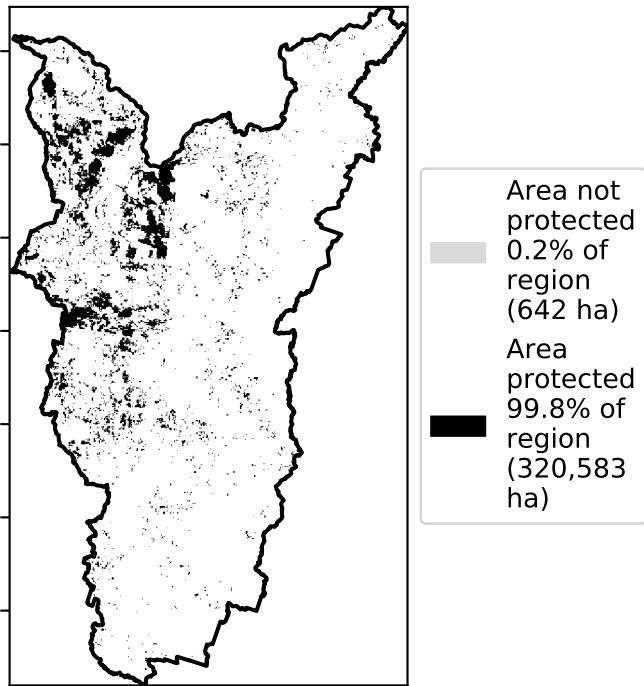 Area not
protected
0.2% of
region
(642 ha)
Area
protected
99.8% of
region
(320,583
ha)